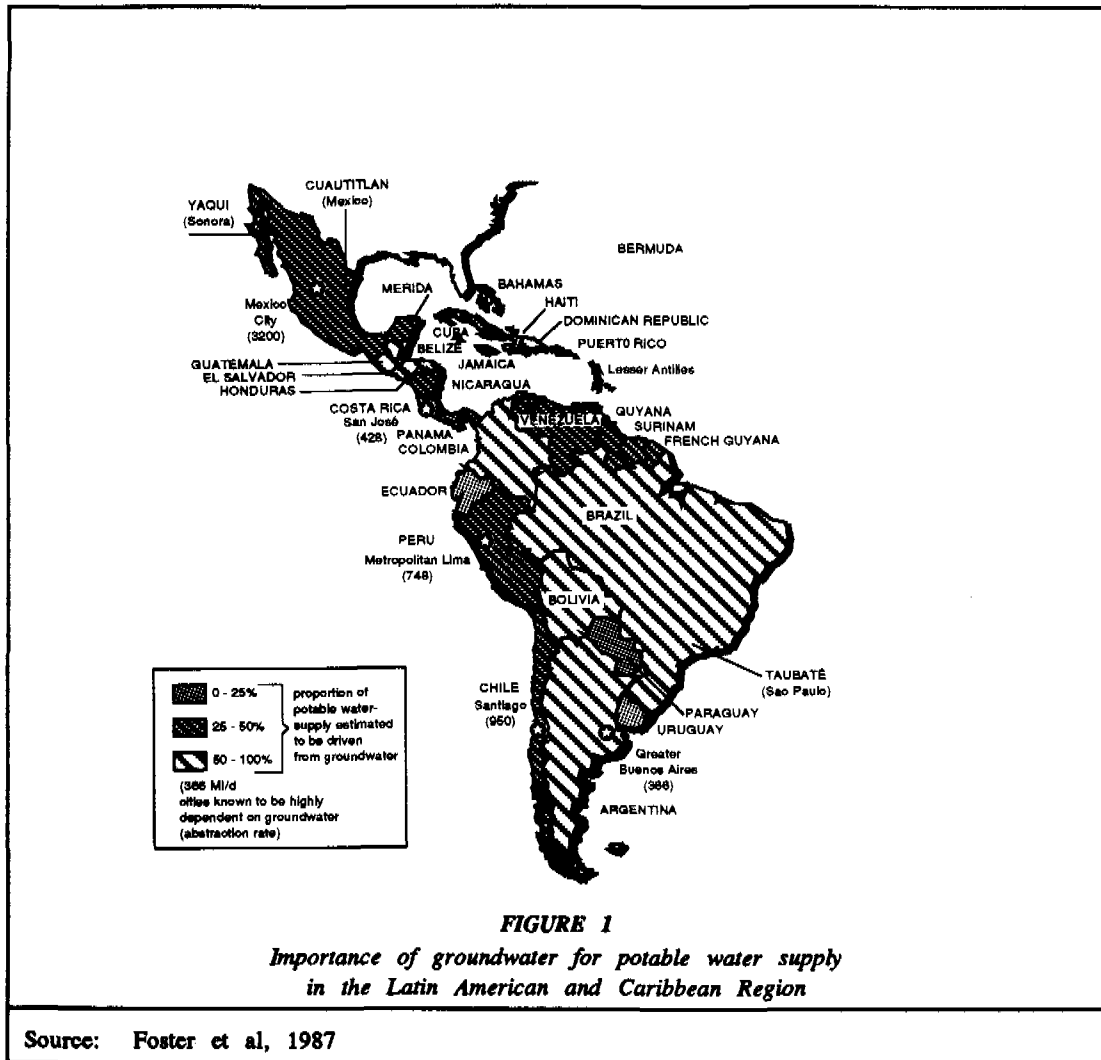 YAQUI
(Sonora)
CUAUTITLAN
(Mexico)
BERMUDA
MERIDA
BAHAMAS
HAITI
DOMINICAN REPUBLIC
Mexico
City
(3200)
CUBA
BELIZE
PUERTO RICO
JAMAICA
Lesser Antilles
GUATEMALA
EL SALVADOR
HONDURAS
NICARAGUA
COSTA RICA
San José
(428)
PANAMA
COLOMBIA
VENEZUELA
GUYANA
SURINAM
FRENCH GUYANA
ECUADOR
BRAZIL
PERU
Metropolitan Lima
(748)
BOLIVIA
TAUBATÉ
(Sao Paulo)
CHILE
Santiago
(950)
PARAGUAY
URUGUAY
Greater
Buenos Aires
(386)
ARGENTINA
0 - 25%
25 - 50%
50 - 100%
proportion of
potable water-
supply estimated
to be driven
from groundwater
(366 Ml/d
cities known to be highly
dependent on groundwater
(abstraction rate)
FIGURE 1
Importance of groundwater for potable water supply
in the Latin American and Caribbean Region
Source: Foster et al, 1987